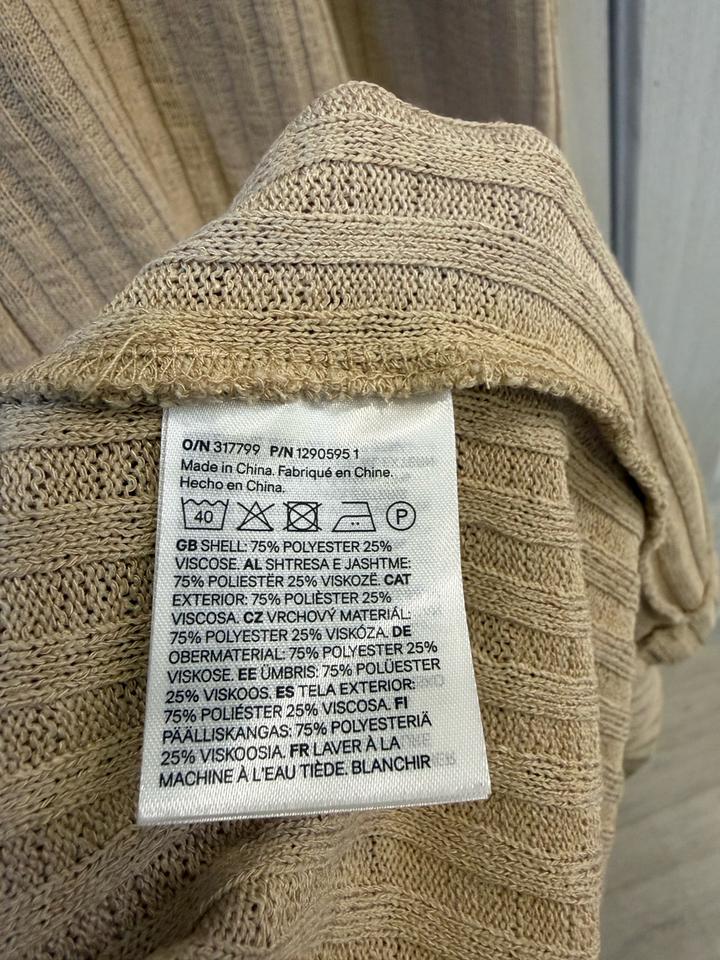 O/N 317799 P/N 1290595 1
Made in China. Fabriqué en Chine.
Hecho en China.
40 P
GB SHELL: 75% POLYESTER 25%
VISCOSE. AL SHTRESA E JASHTME:
75% POLIESTËR 25% VISKOZË. CAT
EXTERIOR: 75% POLIÈSTER 25%
VISCOSA. CZ VRCHOVÝ MATERIÁL:
75% POLYESTER 25% VISKÓZA. DE
OBERMATERIAL: 75% POLYESTER 25%
VISKOSE. EE ÜMBRIS: 75% POLÜESTER
25% VISKOOS. ES TELA EXTERIOR:
75% POLIÉSTER 25% VISCOSA. FI
PÄÄLLISKANGAS: 75% POLYESTERIÄ
25% VISKOOSIA. FR LAVER À LA
MACHINE À L'EAU TIÈDE. BLANCHIR